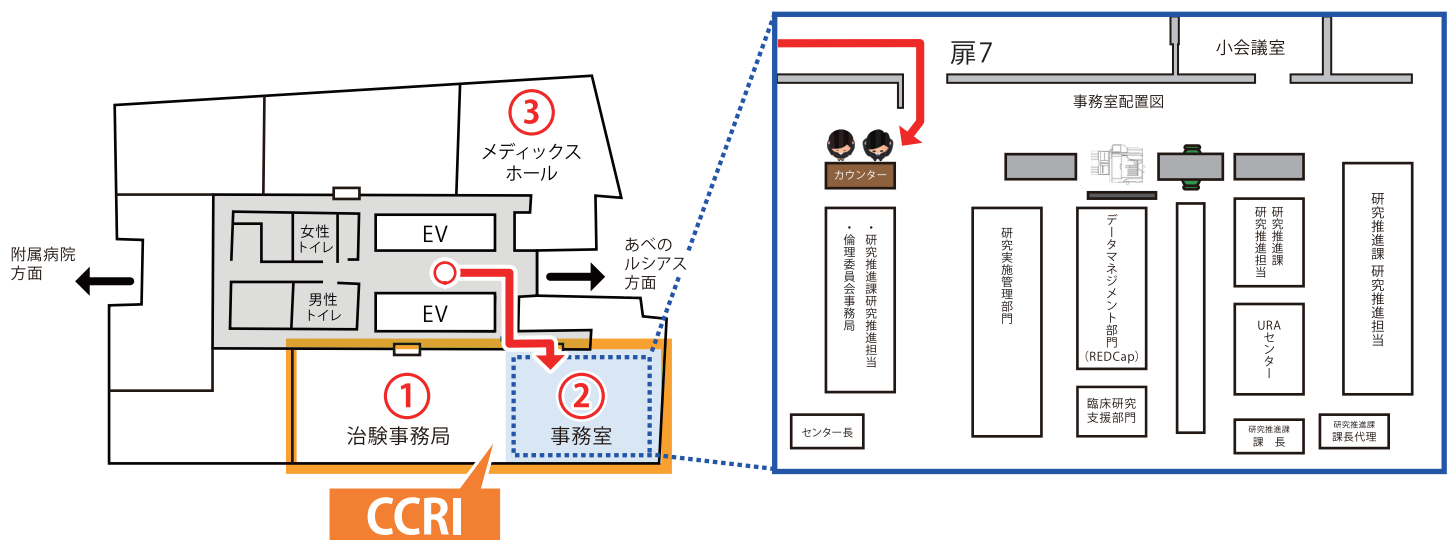 ③
メディックス
ホール
女性
トイレ
EV
附属病院
方面
あべの
ルシアス
方面
男性
トイレ
EV
①
治験事務局
②
事務室
CCRI
扉7
小会議室
事務室配置図
カウンター
・研究推進課研究推進担当
・倫理委員会事務局
研究実施管理部門
データマネジメント部門
(REDCap)
研究推進課
研究推進担当
研究推進課 研究推進担当
URA
センター
臨床研究
支援部門
センター長
研究推進課
課　長
研究推進課
課長代理